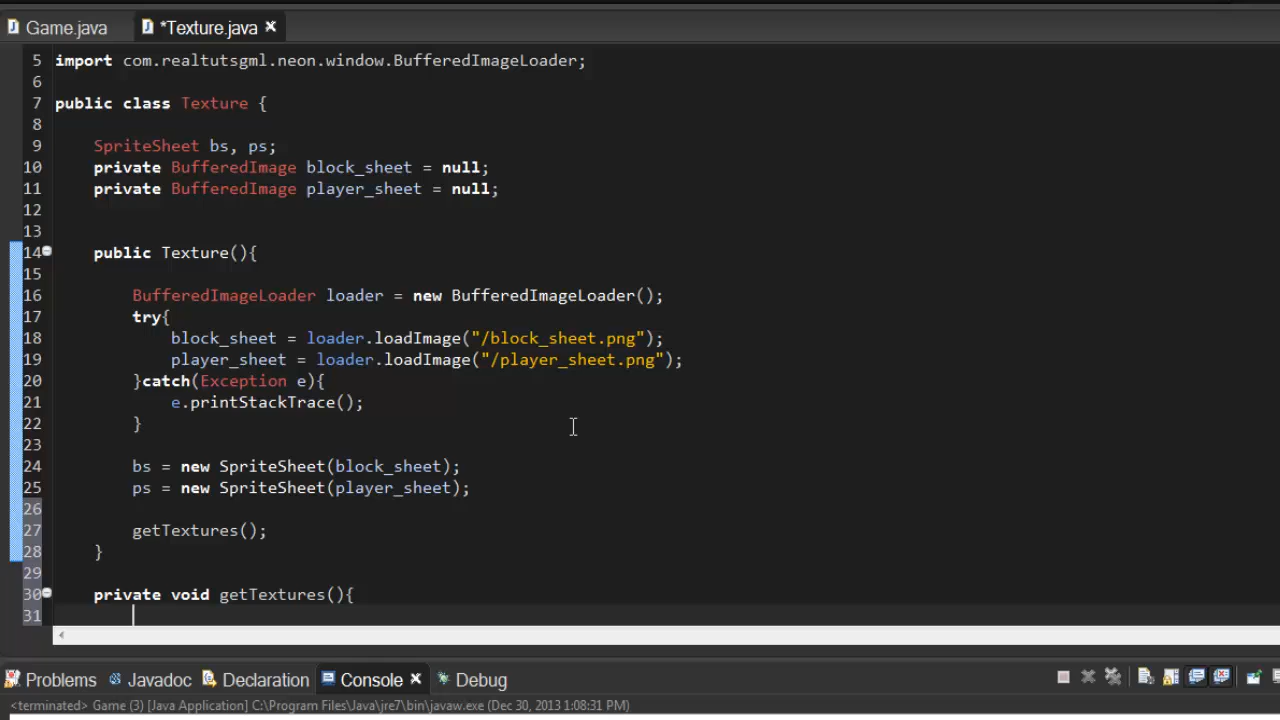 Game.java *Texture.java
5 import com.realtutsgml.neon.window.BufferedImageLoader;
6
7 public class Texture {
8
9 SpriteSheet bs, ps;
10 private BufferedImage block_sheet = null;
11 private BufferedImage player_sheet = null;
12
13
14 public Texture(){
15
16 BufferedImageLoader loader = new BufferedImageLoader();
17 try{
18 block_sheet = loader.loadImage("/block_sheet.png");
19 player_sheet = loader.loadImage("/player_sheet.png");
20 }catch(Exception e){
21 e.printStackTrace();
22 }
23
24 bs = new SpriteSheet(block_sheet);
25 ps = new SpriteSheet(player_sheet);
26
27 getTextures();
28 }
29
30 private void getTextures(){
31
Problems Javadoc Declaration Console Debug
<terminated> Game (3) [Java Application] C:\Program Files\Java\jre7\bin\javaw.exe (Dec 30, 2013 1:08:31 PM)